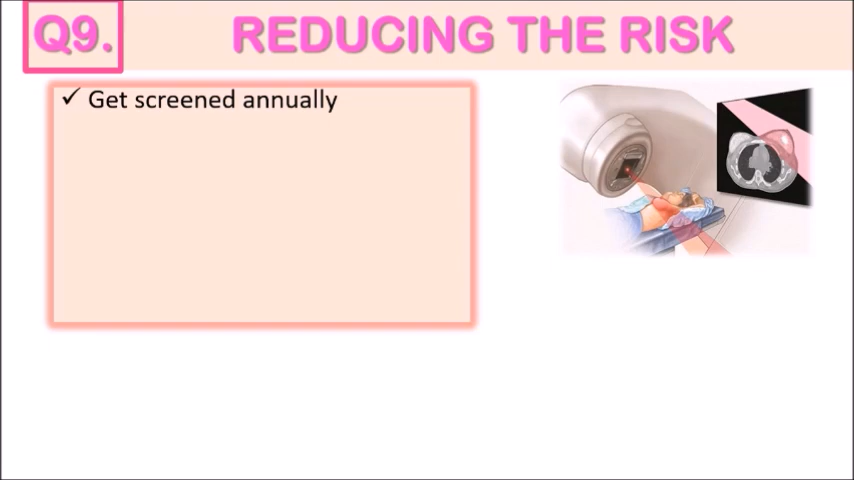 Q9. REDUCING THE RISK
✓ Get screened annually